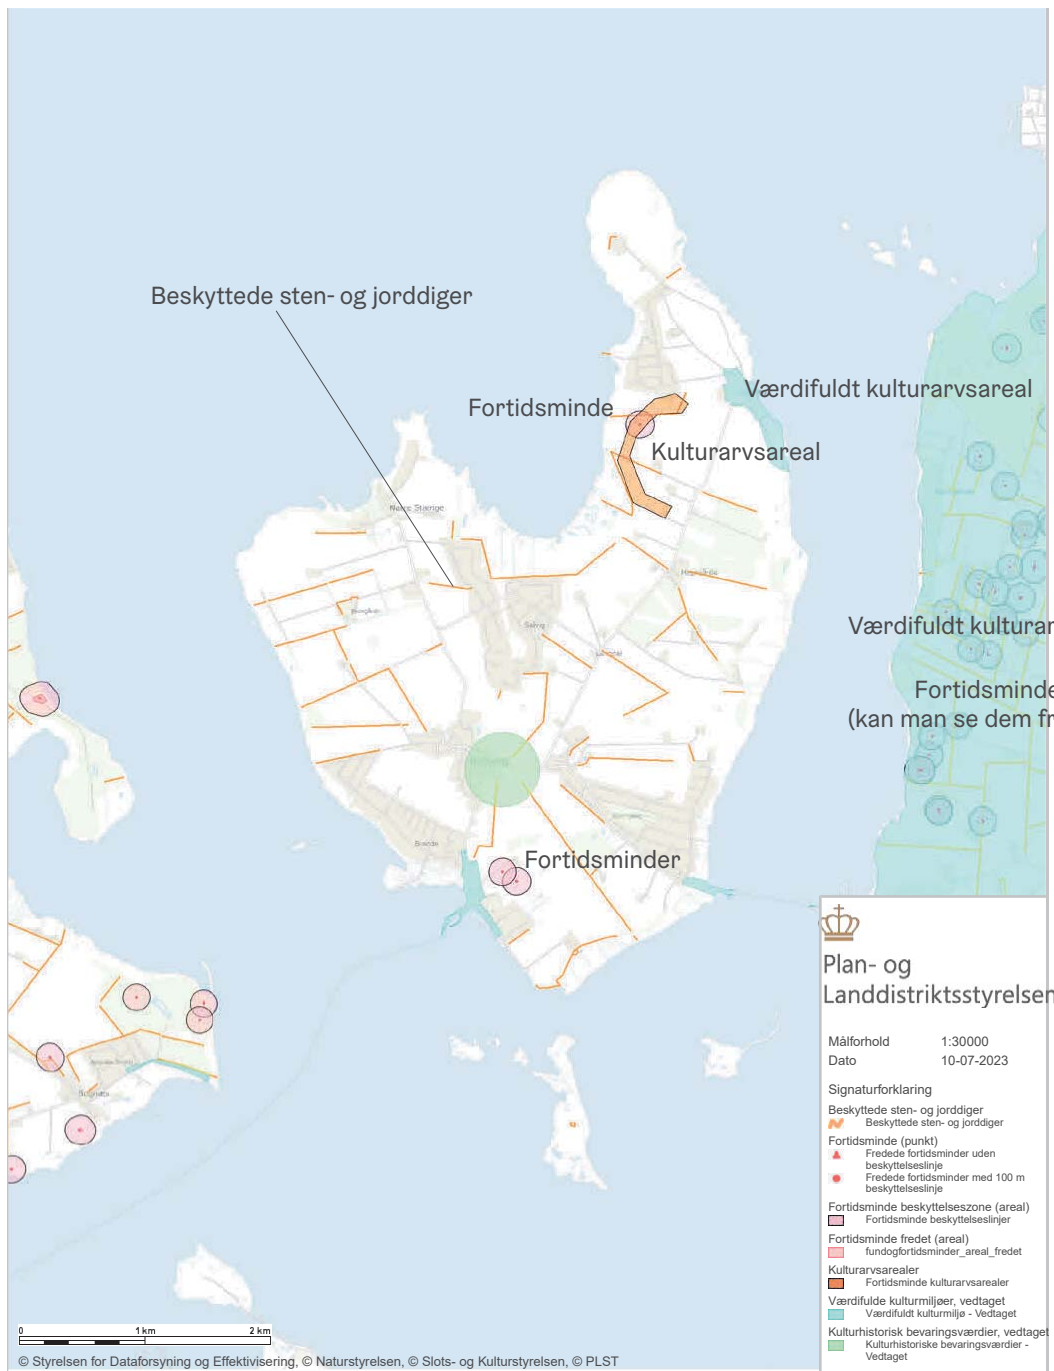 Beskyttede sten- og jorddiger
Værdifuldt kulturarvsareal
Fortidsminde
Kulturarvsareal
Nørre Stænge
Salvig
Værdifuldt kulturar
Fortidsminde
(kan man se dem fr
Fortidsminder
Plan- og
Landdistriktsstyrelsen
Målforhold 1:30000
Dato 10-07-2023
Signaturforklaring
Beskyttede sten- og jorddiger
Beskyttede sten- og jorddiger
Fortidsminde (punkt)
Fredede fortidsminder uden
beskyttelseslinje
Fredede fortidsminder med 100 m
beskyttelseslinje
Fortidsminde beskyttelseszone (areal)
Fortidsminde beskyttelseslinjer
Fortidsminde fredet (areal)
fundogfortidsminder_areal_fredet
Kulturarvsarealer
Fortidsminde kulturarvsarealer
Værdifulde kulturmiljøer, vedtaget
Værdifuldt kulturmiljø - Vedtaget
Kulturhistorisk bevaringsværdier, vedtaget
Kulturhistoriske bevaringsværdier -
Vedtaget
0 1 km 2 km
© Styrelsen for Dataforsyning og Effektivisering, © Naturstyrelsen, © Slots- og Kulturstyrelsen, © PLST